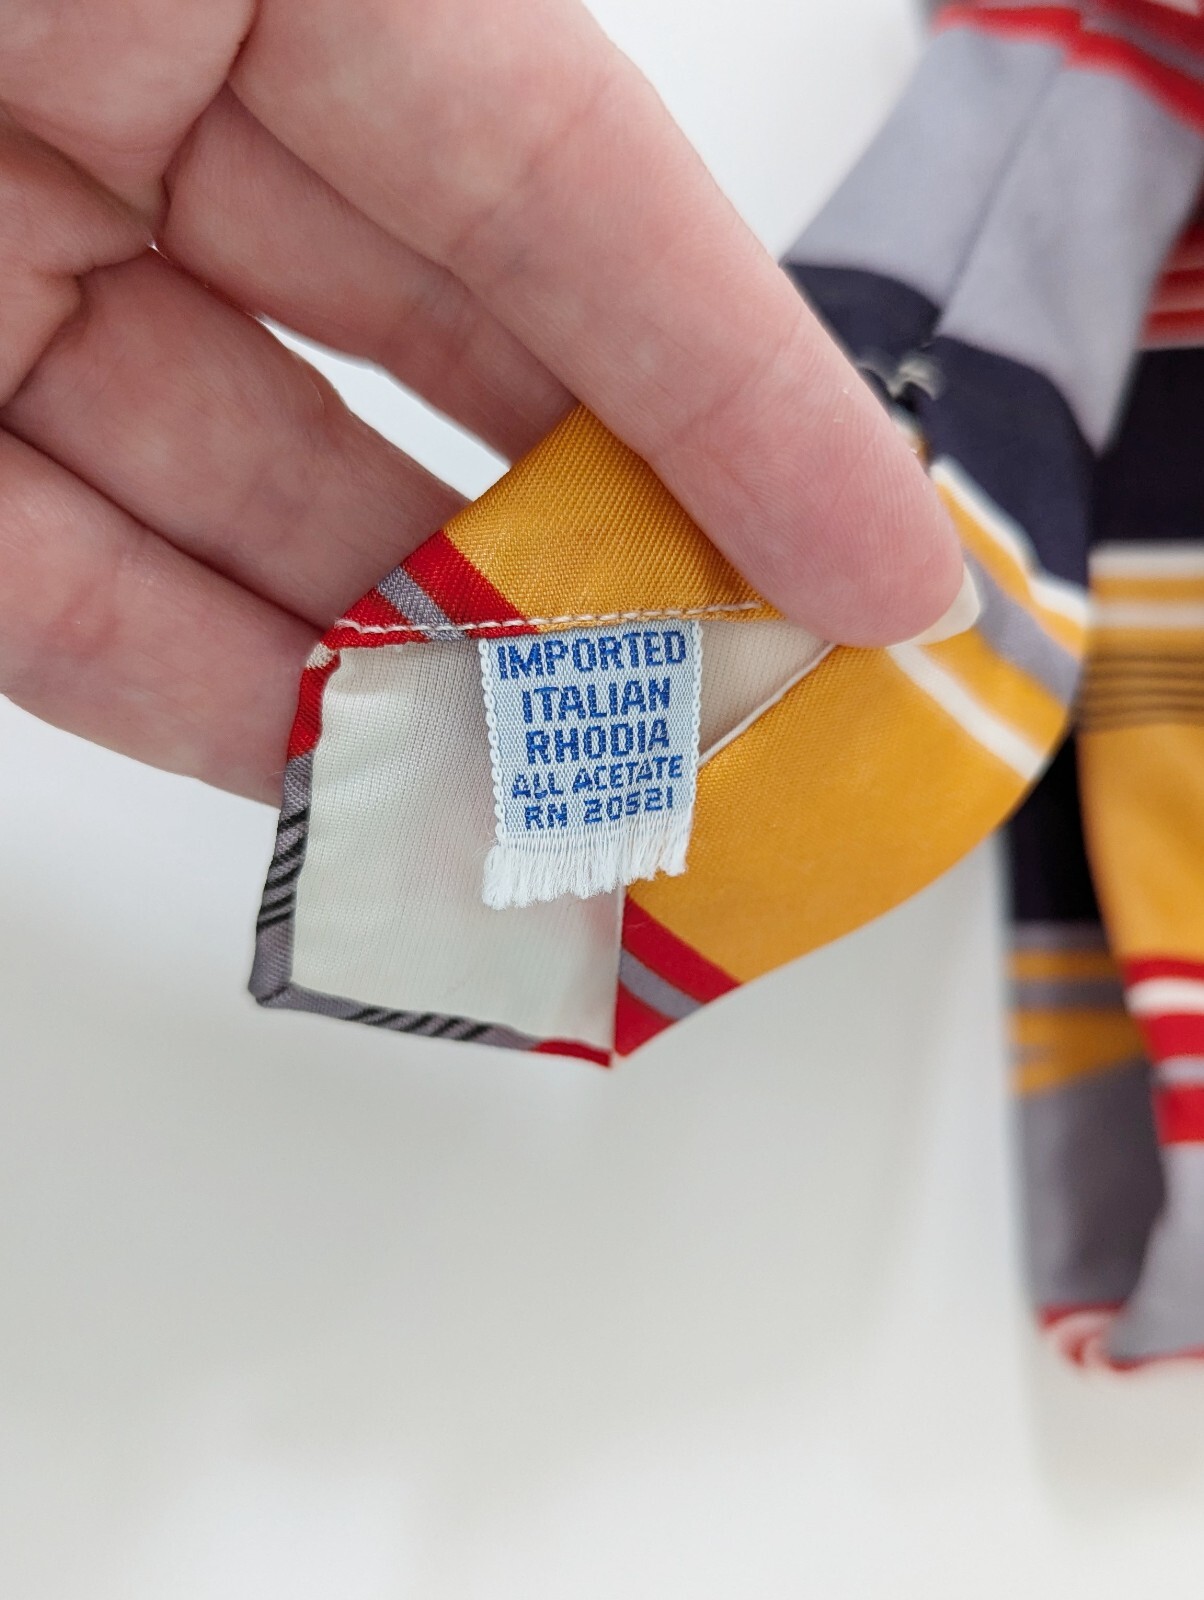 IMPORTED
ITALIAN
RHODIA
ALL ACETATE
RN 20521